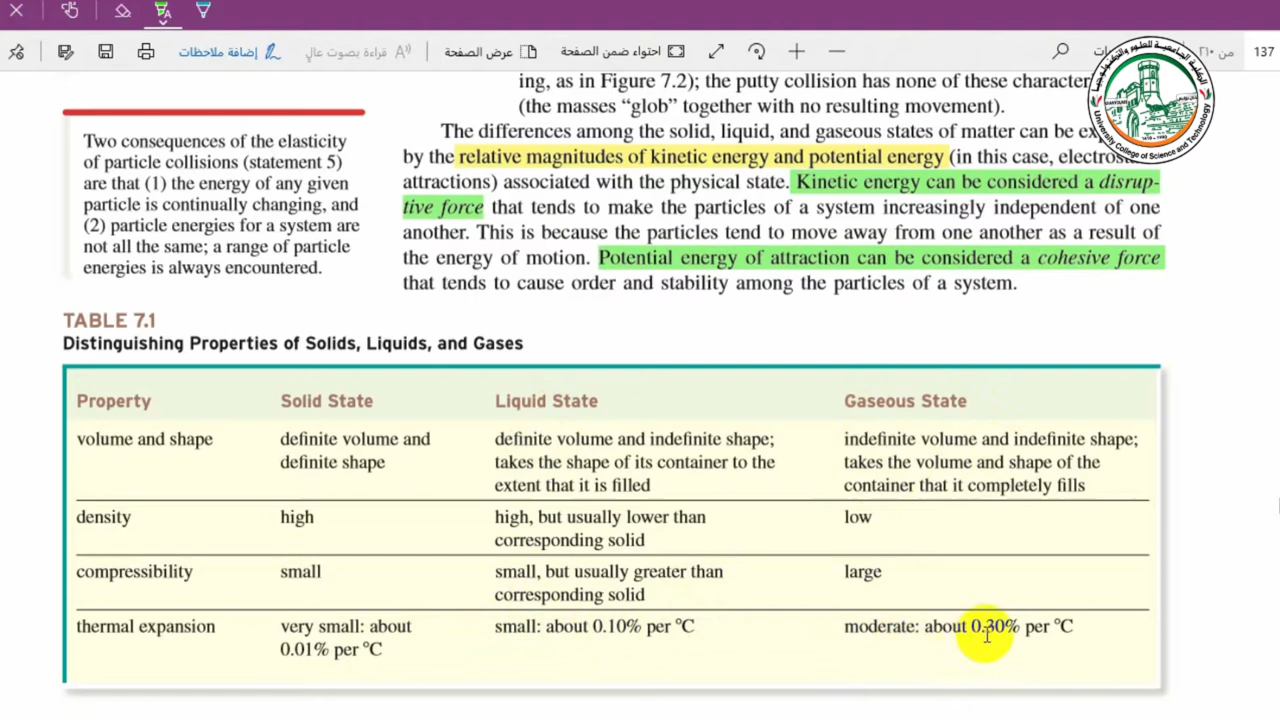 إضافة ملاحظات
قراءة بصوت عالٍ
عرض الصفحة
احتواء ضمن الصفحة
من ٢٦٠
137
ing, as in Figure 7.2); the putty collision has none of these character
(the masses “glob” together with no resulting movement).
The differences among the solid, liquid, and gaseous states of matter can be
by the relative magnitudes of kinetic energy and potential energy (in this case,
attractions) associated with the physical state. Kinetic energy can be considered a disrup-
tive force that tends to make the particles of a system increasingly independent of one
another. This is because the particles tend to move away from one another as a result of
the energy of motion. Potential energy of attraction can be considered a cohesive force
that tends to cause order and stability among the particles of a system.
Two consequences of the elasticity
of particle collisions (statement 5)
are that (1) the energy of any given
particle is continually changing, and
(2) particle energies for a system are
not all the same; a range of particle
energies is always encountered.
TABLE 7.1
Distinguishing Properties of Solids, Liquids, and Gases
Property Solid State Liquid State Gaseous State
volume and shape definite volume and definite volume and indefinite shape; indefinite volume and indefinite shape;
definite shape takes the shape of its container to the takes the volume and shape of the
extent that it is filled container that it completely fills
density high high, but usually lower than low
corresponding solid
compressibility small small, but usually greater than large
corresponding solid
thermal expansion very small: about small: about 0.10% per °C moderate: about 0.30% per °C
0.01% per °C
الكلية الجامعية للعلوم والتكنولوجيا
University College of Science and Technology